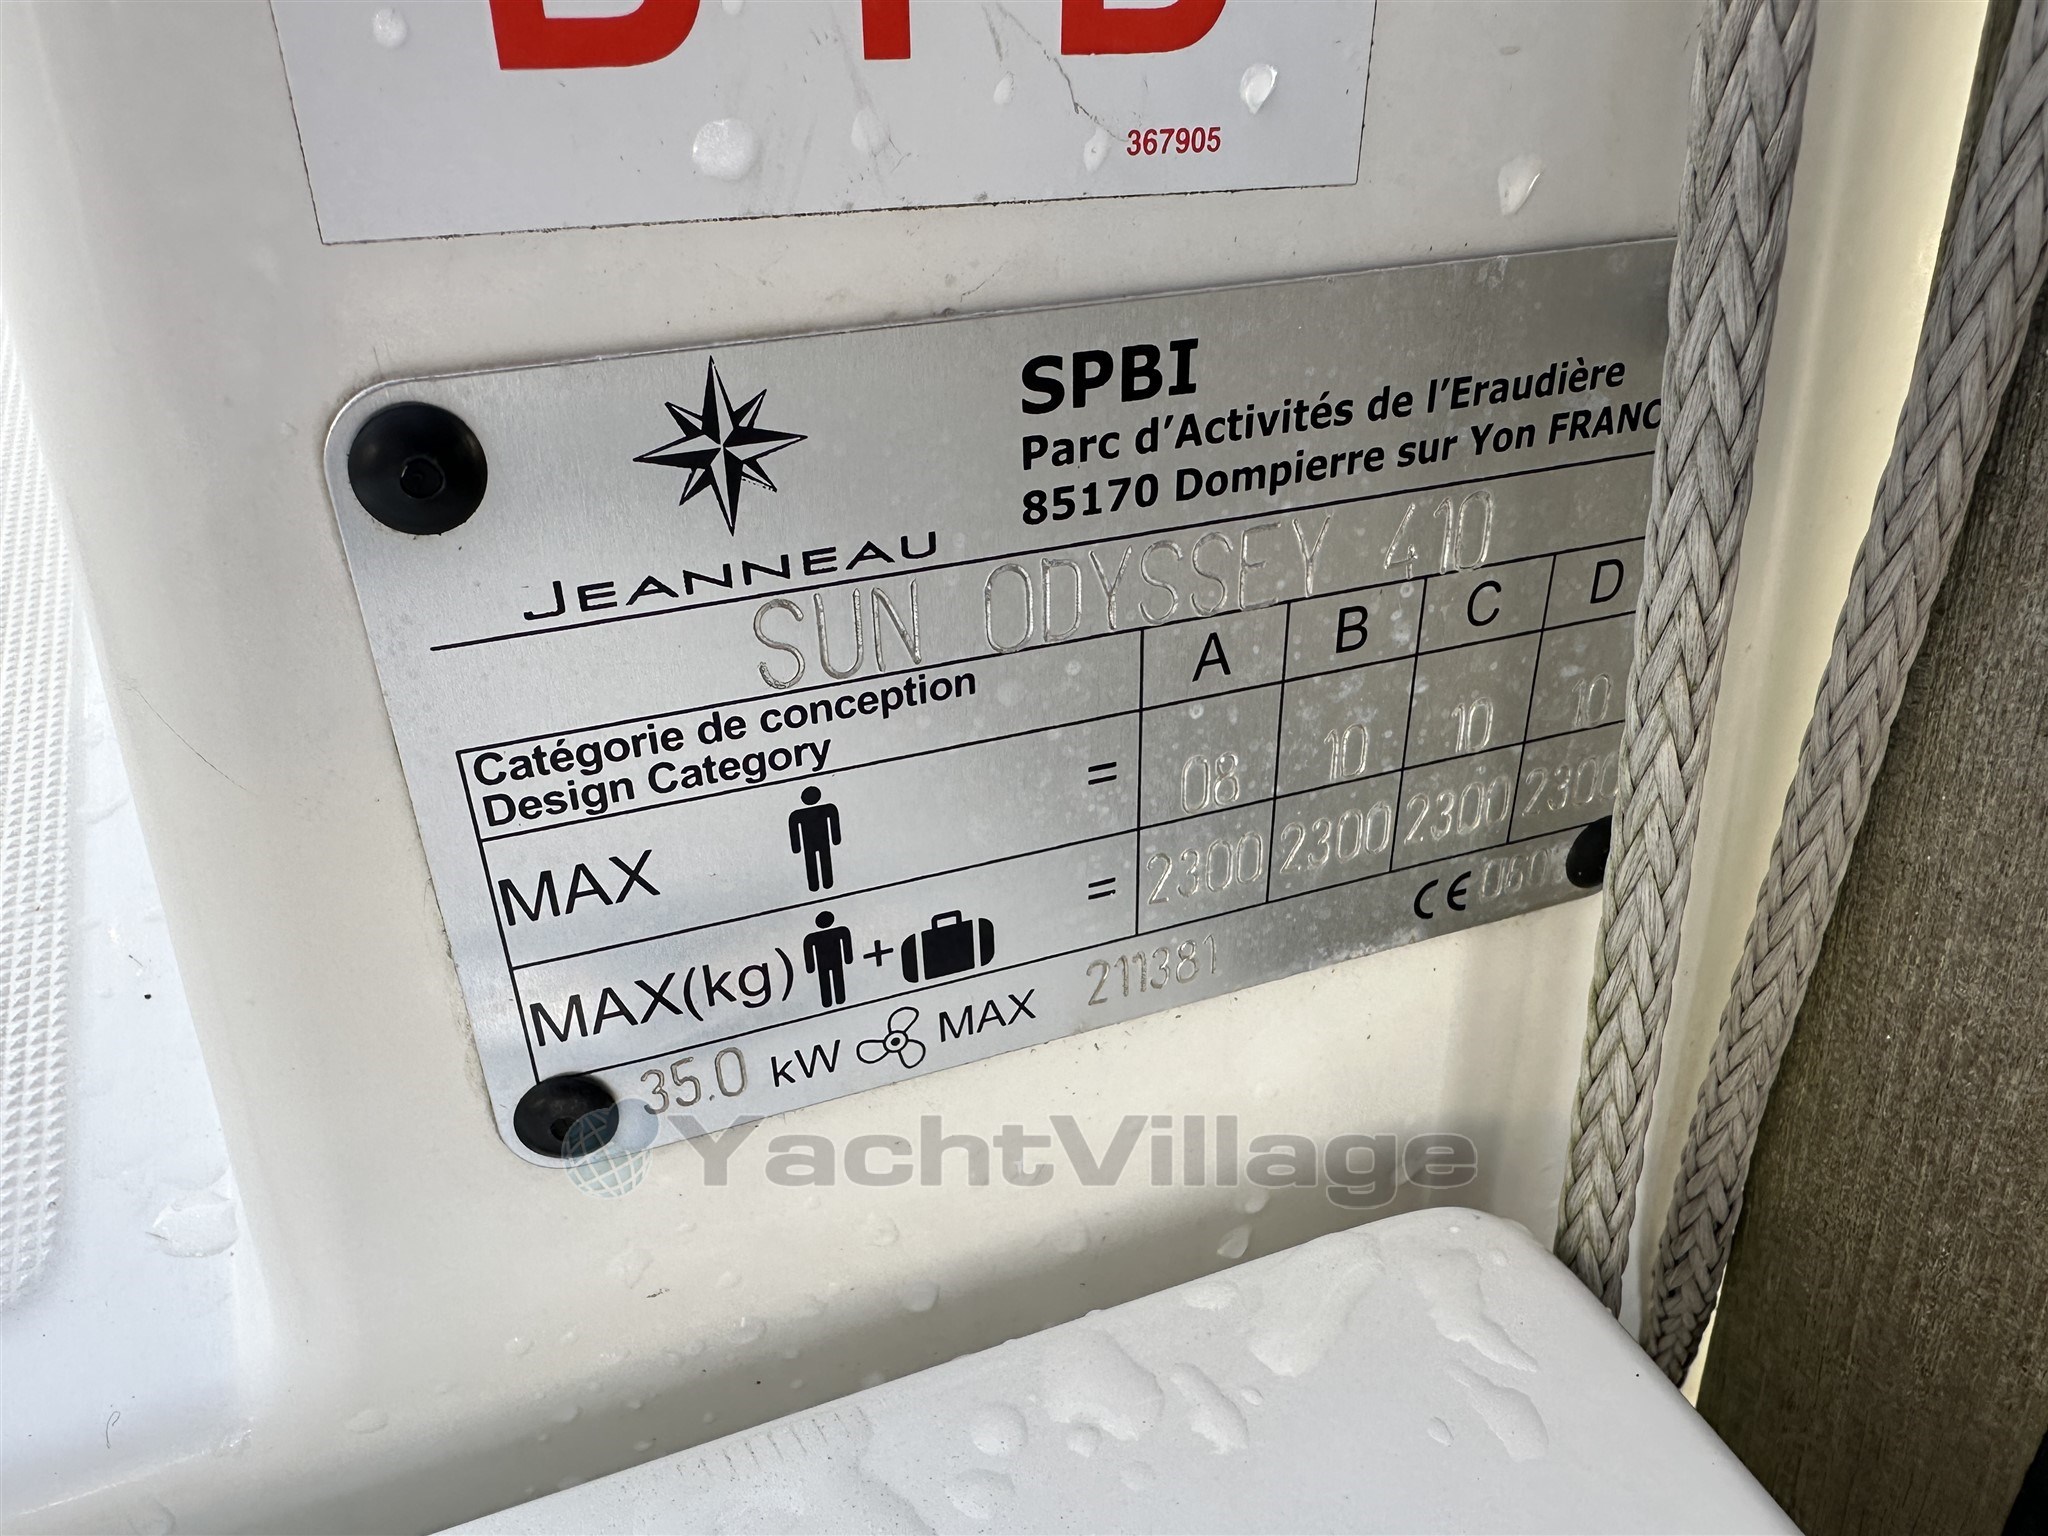 367905
SPBI
Parc d'Activités de l'Eraudière
85170 Dompierre sur Yon FRANC
JEANNEAU
SUN ODYSSEY 410
Catégorie de conception
Design Category
A B C D
MAX = 08 10 10 10
MAX(kg) + = 2300 2300 2300 2300
35.0 kW MAX 211381 CE
YachtVillage